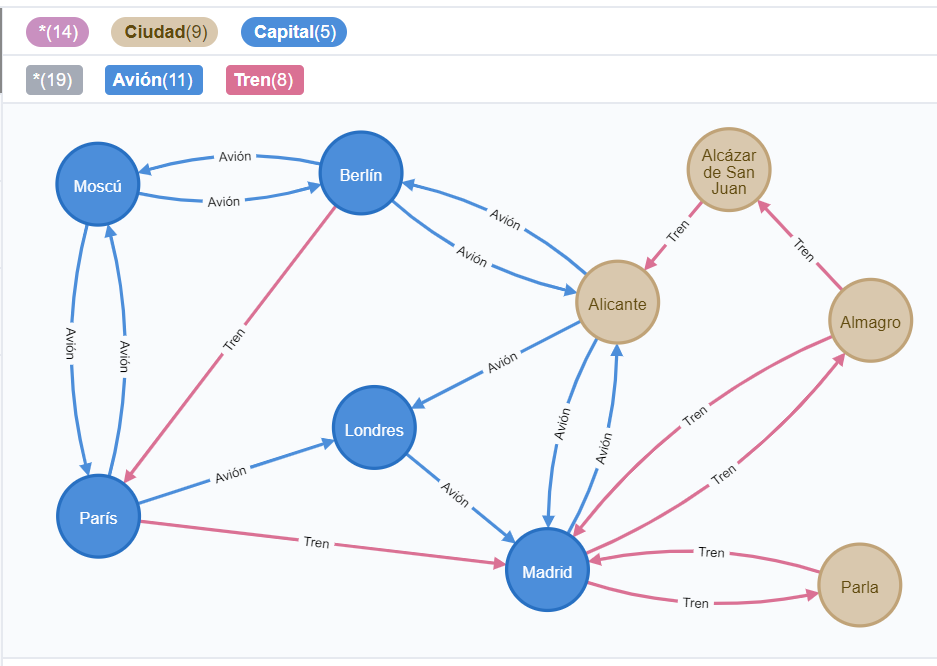 *(14)
Ciudad(9)
Capital(5)
*(19)
Avión(11)
Tren(8)
Moscú
Avión
Avión
Berlín
Alcázar
de San
Juan
Avión
Avión
Tren
Tren
Alicante
Almagro
Avión
Avión
Tren
Avión
Londres
Avión
Avión
Tren
Avión
Avión
Tren
París
Tren
Madrid
Tren
Parla
Tren